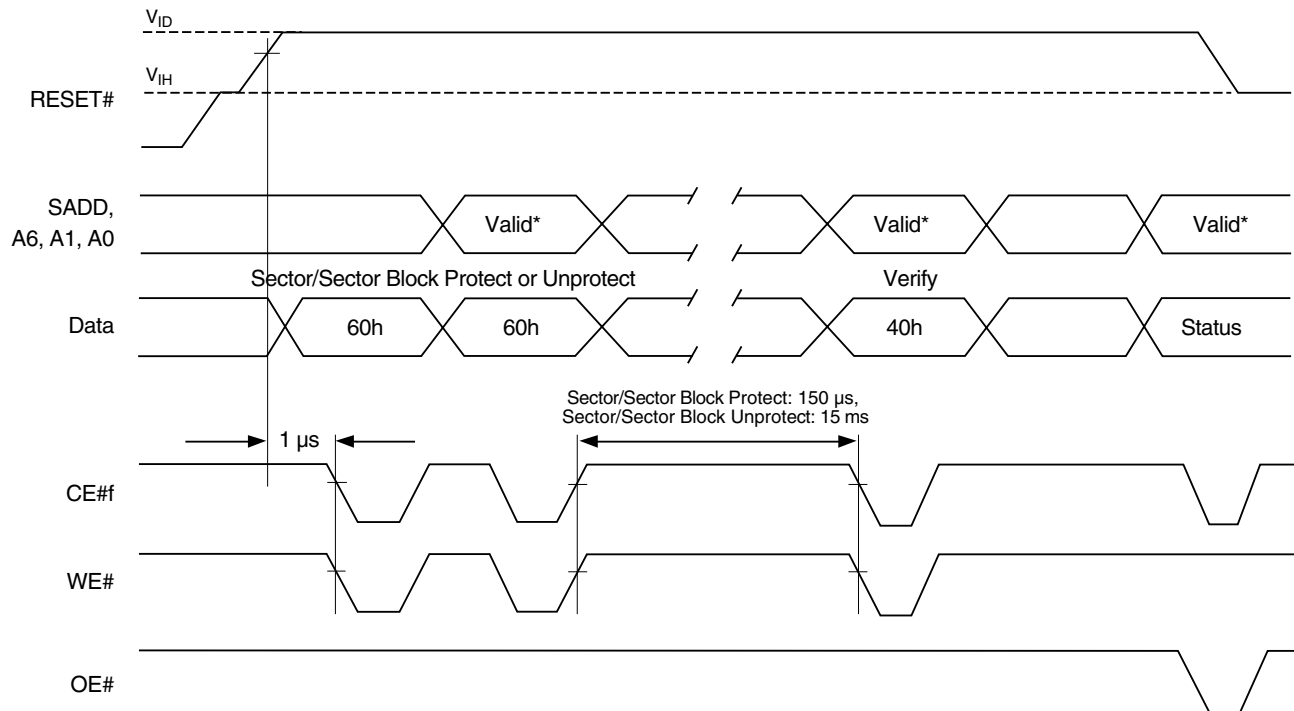 VID
VIH
RESET#
SADD,
A6, A1, A0
Valid*
Valid*
Valid*
Sector/Sector Block Protect or Unprotect
Verify
Data
60h
60h
40h
Status
Sector/Sector Block Protect: 150 µs,
Sector/Sector Block Unprotect: 15 ms
1 µs
CE#f
WE#
OE#